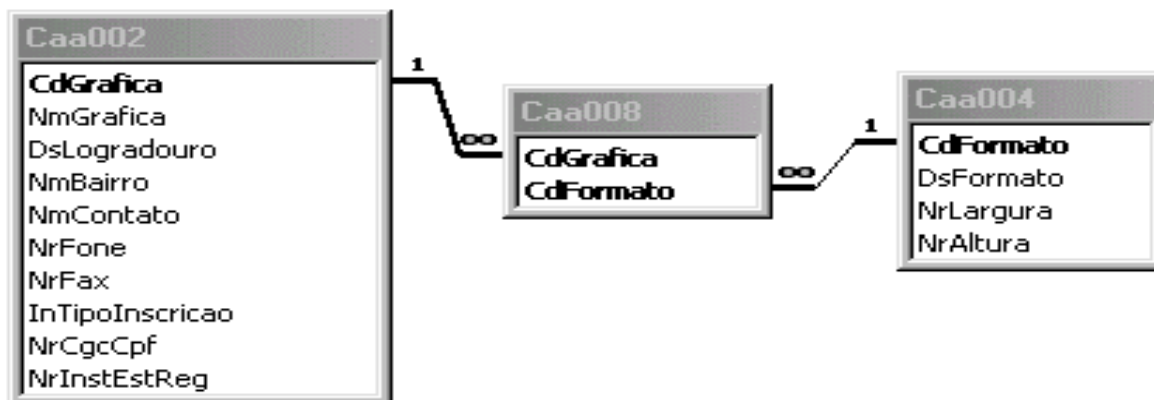 Caa002
CdGrafica
NmGrafica
DsLogradouro
NmBairro
NmContato
NrFone
NrFax
InTipoInscricao
NrCgcCpf
NrInstEstReg
1
∞
Caa008
CdGrafica
CdFormato
∞
1
Caa004
CdFormato
DsFormato
NrLargura
NrAltura